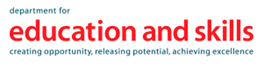 department for
education and skills
creating opportunity, releasing potential, achieving excellence